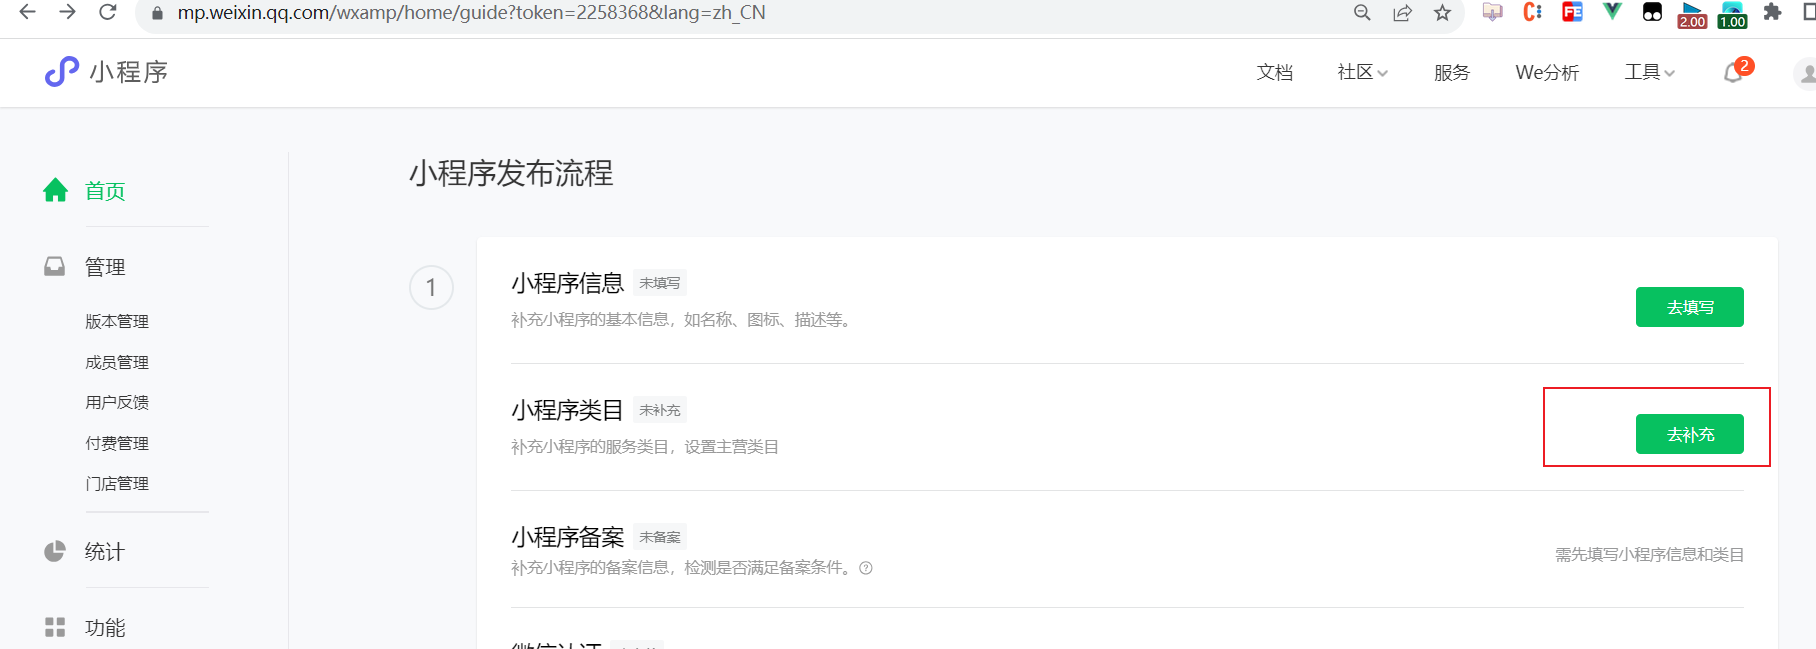 mp.weixin.qq.com/wxamp/home/guide?token=2258368&lang=zh_CN
2.00
1.00
小程序
文档
社区
服务
We分析
工具
2
首页
管理
版本管理
成员管理
用户反馈
付费管理
门店管理
统计
功能
小程序发布流程
1
小程序信息 未填写
补充小程序的基本信息，如名称、图标、描述等。
去填写
小程序类目 未补充
补充小程序的服务类目，设置主营类目
去补充
小程序备案 未备案
补充小程序的备案信息，检测是否满足备案条件。
需先填写小程序信息和类目